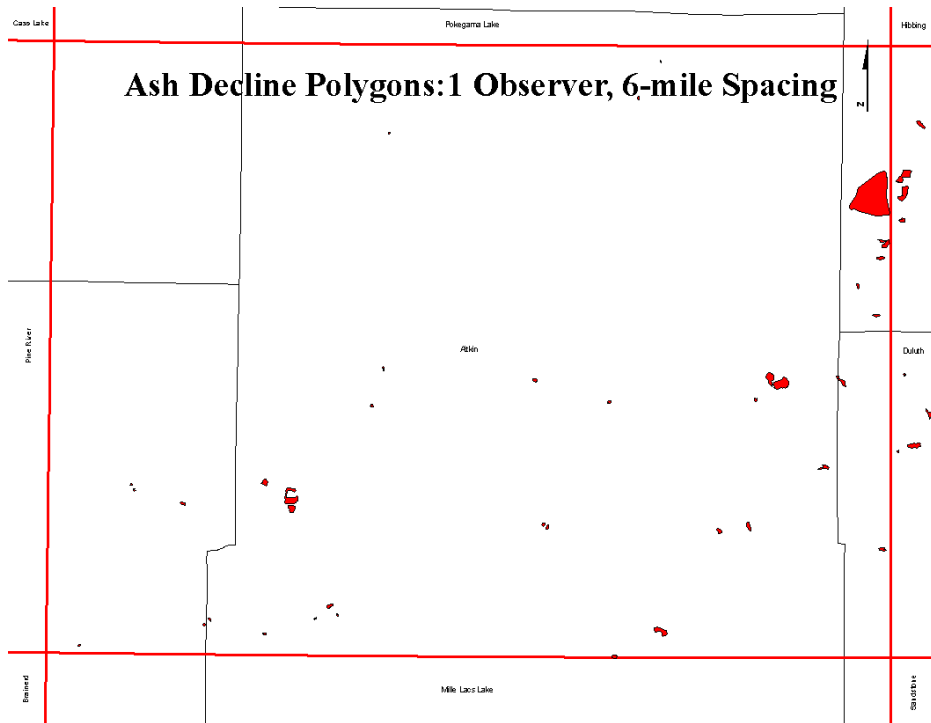 Cass Lake
Pokegama Lake
Hibbing
Ash Decline Polygons:1 Observer, 6-mile Spacing
N
Pine River
Aitkin
Duluth
Brainerd
Mille Lacs Lake
Sandstone